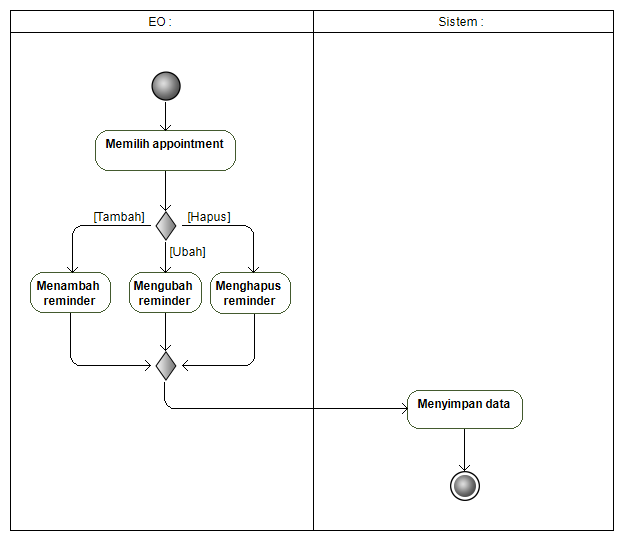 EO :
Sistem :
Memilih appointment
[Tambah]
[Hapus]
[Ubah]
Menambah
reminder
Mengubah
reminder
Menghapus
reminder
Menyimpan data